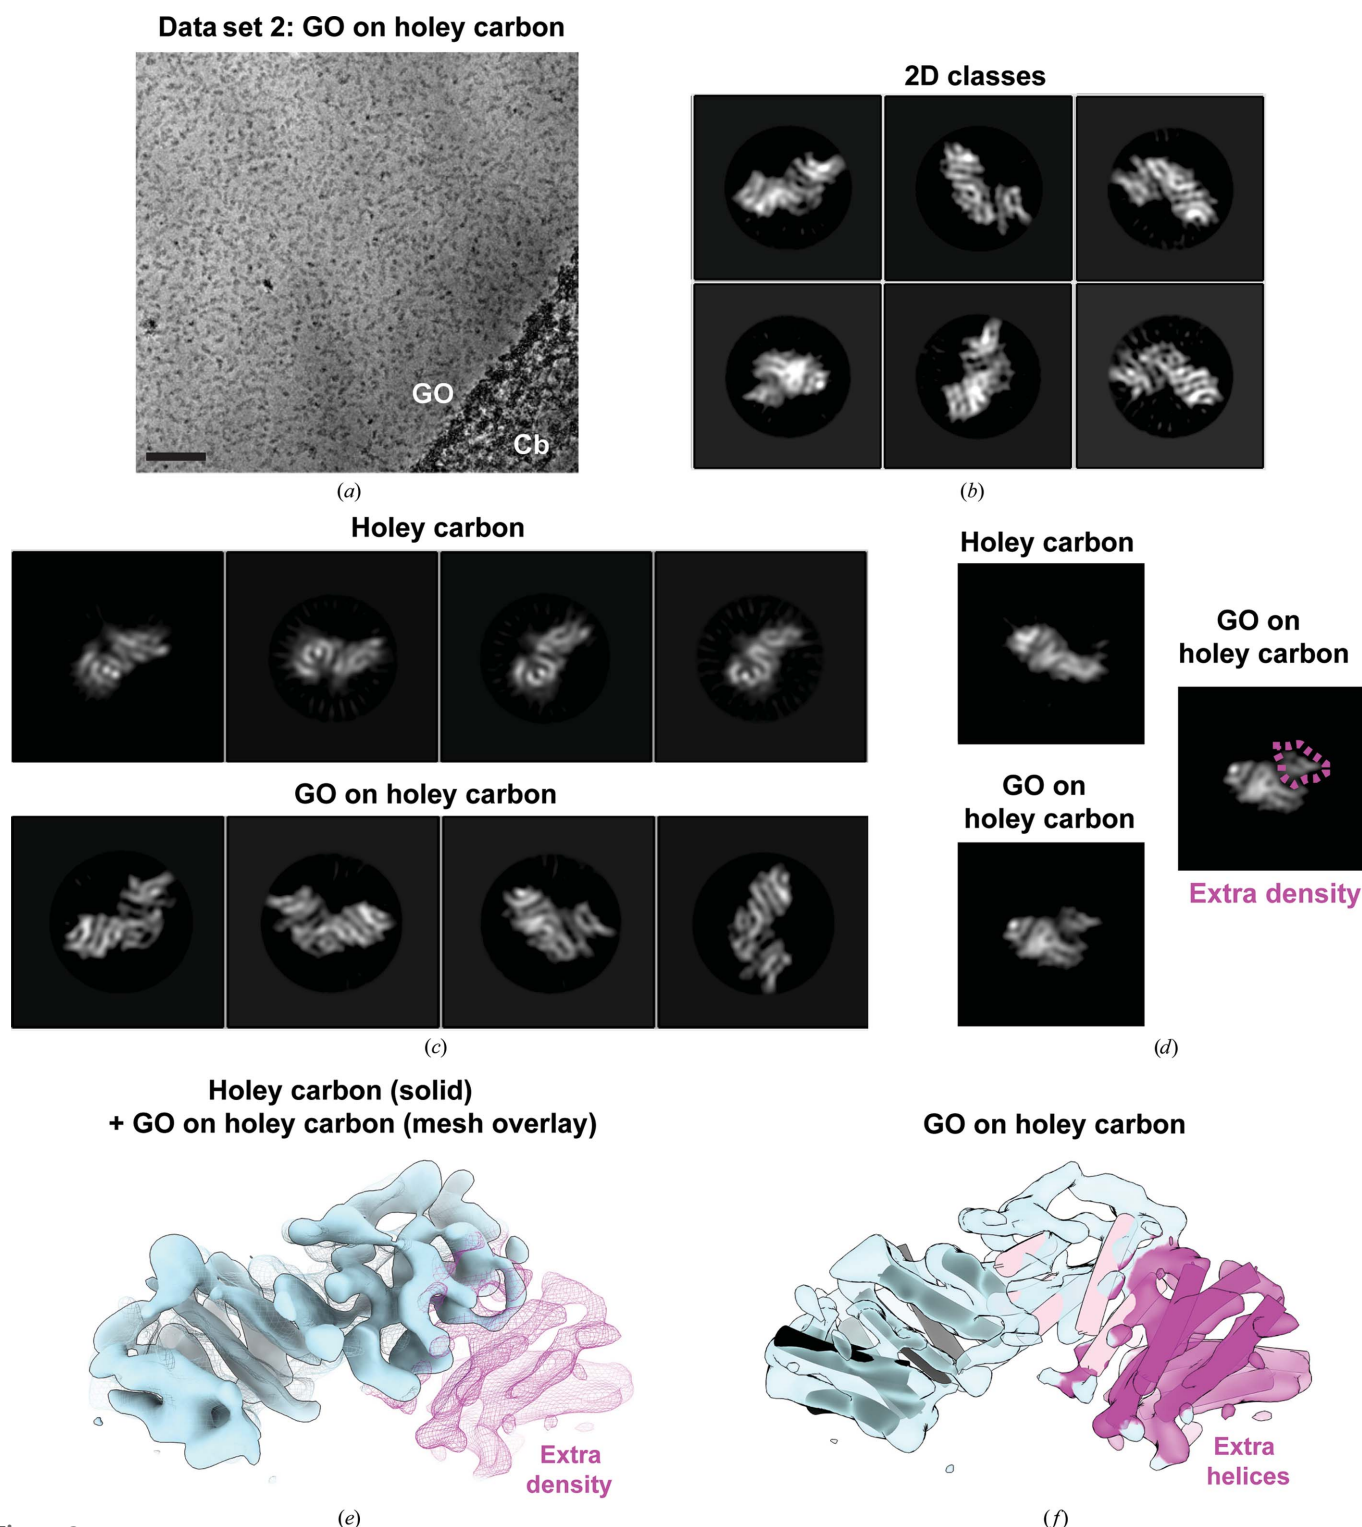 Data set 2: GO on holey carbon
2D classes
GO
Cb
(a)
(b)
Holey carbon
GO on holey carbon
(c)
Holey carbon
GO on
holey carbon
GO on
holey carbon
Extra density
(d)
Holey carbon (solid)
+ GO on holey carbon (mesh overlay)
GO on holey carbon
Extra
density
Extra
helices
(e)
(f)